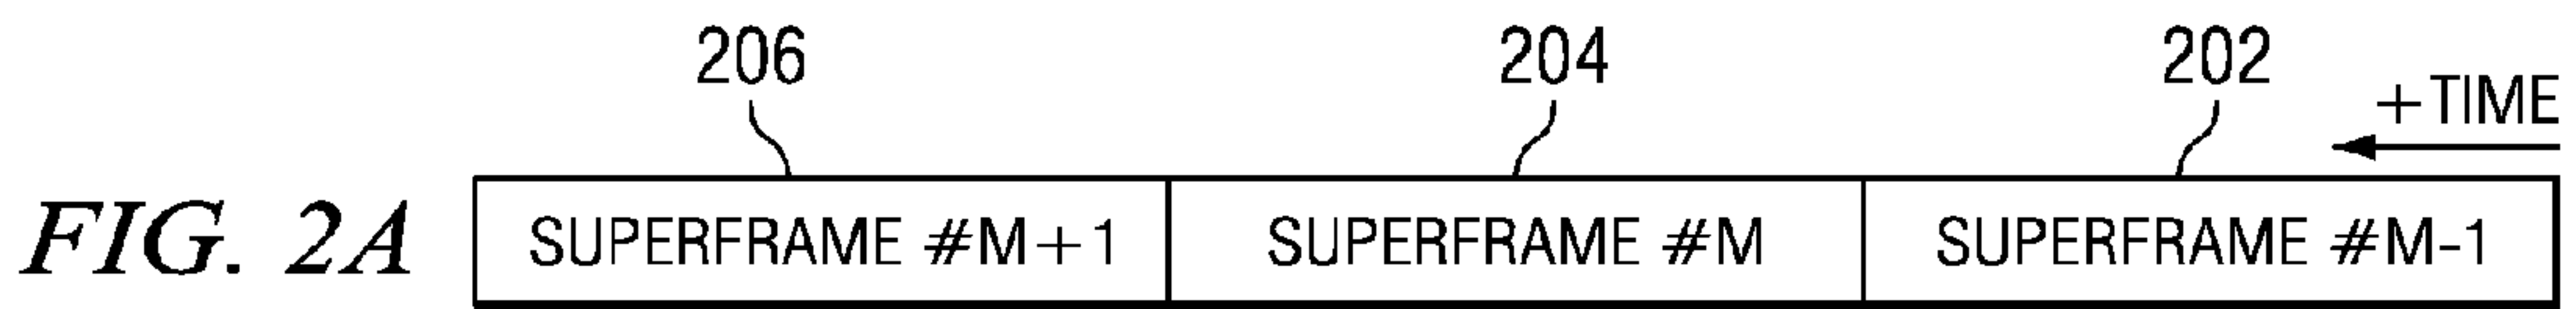 206 204 202
+TIME
FIG. 2A SUPERFRAME #M+1 SUPERFRAME #M SUPERFRAME #M-1